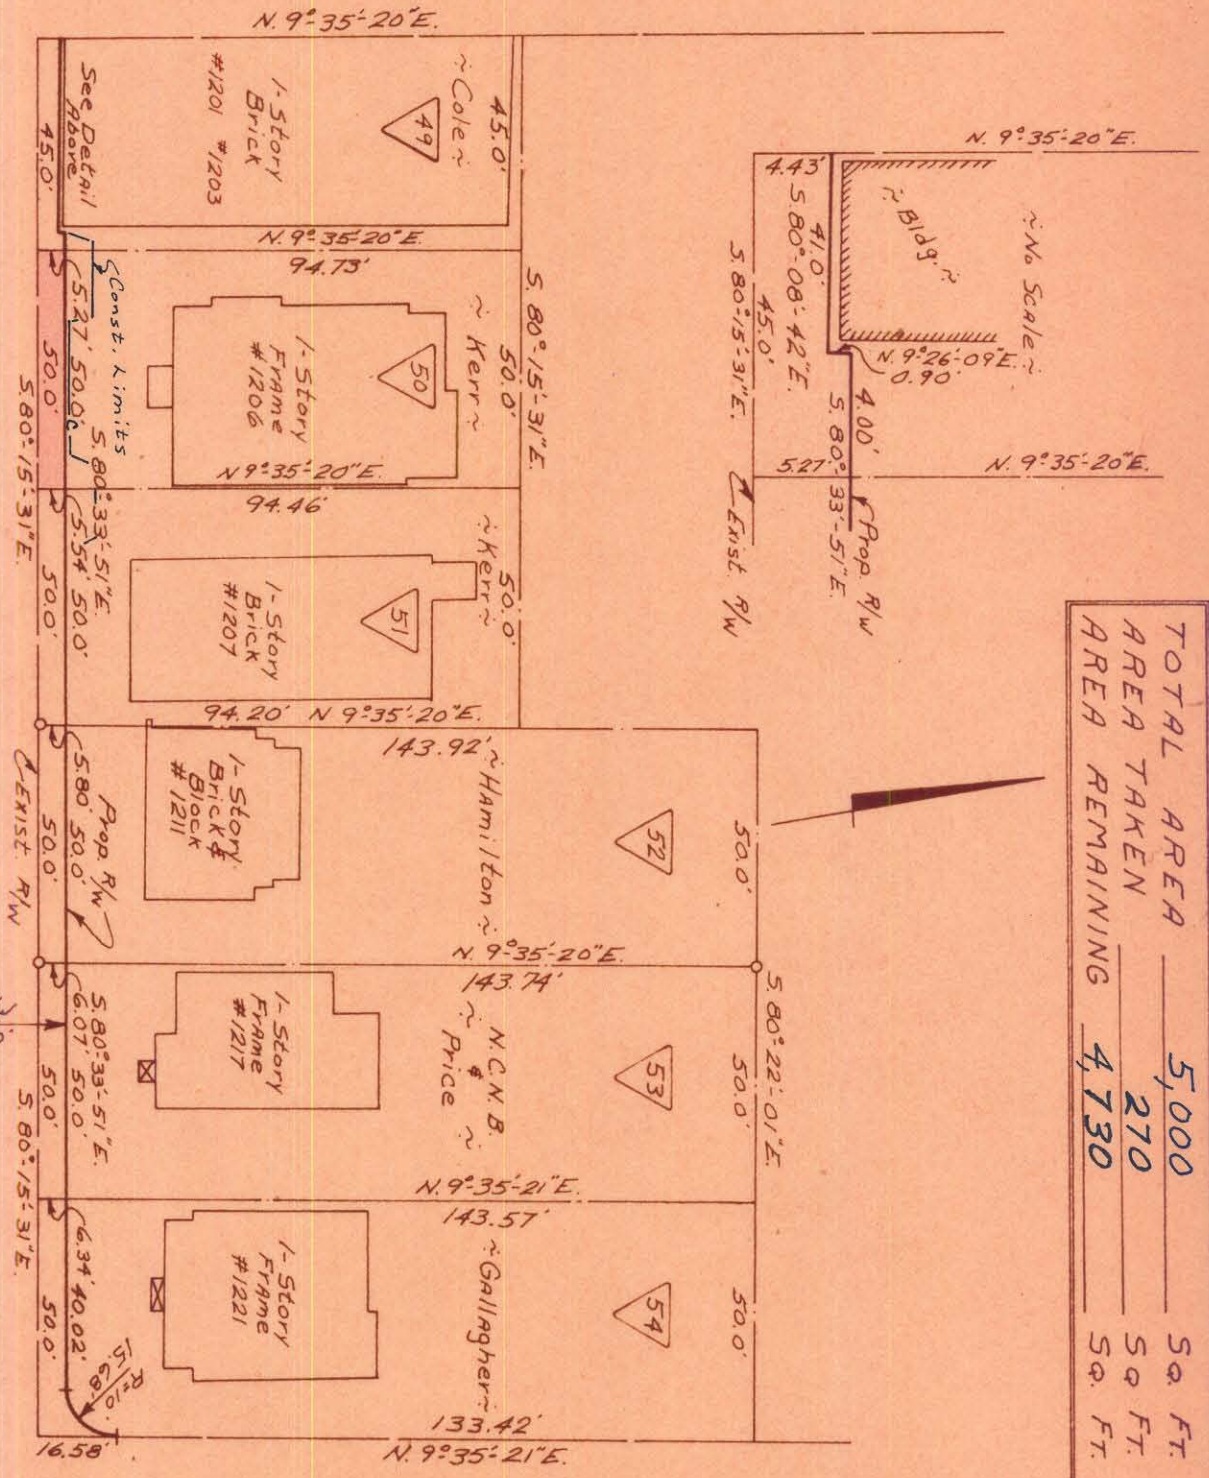 TOTAL AREA 5,000 SQ. FT.
AREA TAKEN 270 SQ FT.
AREA REMAINING 4,730 SQ. FT.
N. 9°-35'-20"E.
~ No Scale ~
~ Bldg. ~
4.43'
41.0'
S. 80°-08'-42"E.
45.0'
S. 80°-15'-31"E.
N. 9°-26'-09"E.
0.90'
4.00'
S. 80°-33'-51"E.
5.27'
N. 9°-35'-20"E.
Prop. R/W
Exist. R/W
N. 9°-35'-20"E.
45.0'
~ Cole ~
49
1-Story
Brick
#1201 #1203
See Detail
Above
45.0'
N. 9°-35'-20"E.
94.73'
S. 80°-15'-31"E.
50.0'
~ Kerr ~
50
1-Story
Frame
#1206
Const. Limits
5.27' 50.0'
C
S. 80°-33'-51"E.
50.0'
S. 80°-15'-31"E.
N 9°-35'-20"E.
94.46'
50.0'
~ Kerr ~
51
1-Story
Brick
#1207
5.54' 50.0'
50.0'
94.20' N 9°-35'-20"E.
143.92'
50.0'
52
~ Hamilton ~
1-Story
Brick &
Block
#1211
Prop. R/W
5.80' 50.0'
50.0'
Exist. R/W
N. 9°-35'-20"E.
143.74'
S. 80°-22'-01"E.
50.0'
53
N.C.N.B.
&
~ Price ~
1-Story
Frame
#1217
S. 80°-33'-51"E.
6.07' 50.0'
50.0'
S. 80°-15'-31"E.
N. 9°-35'-21"E.
143.57'
50.0'
54
~ Gallagher ~
1-Story
Frame
#1221
6.34' 40.02'
R=10.
15.68
50.0'
133.42'
N. 9°-35'-21"E.
16.58'